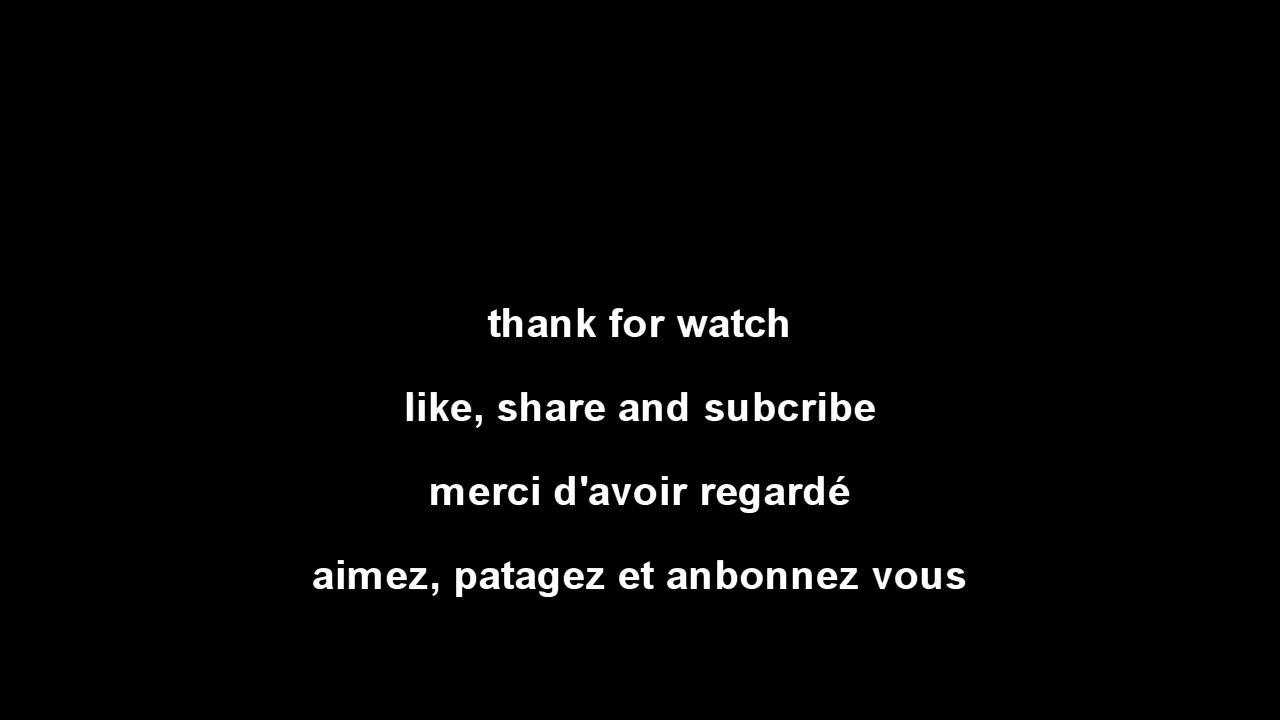 thank for watch
like, share and subcribe
merci d'avoir regardé
aimez, patagez et anbonnez vous